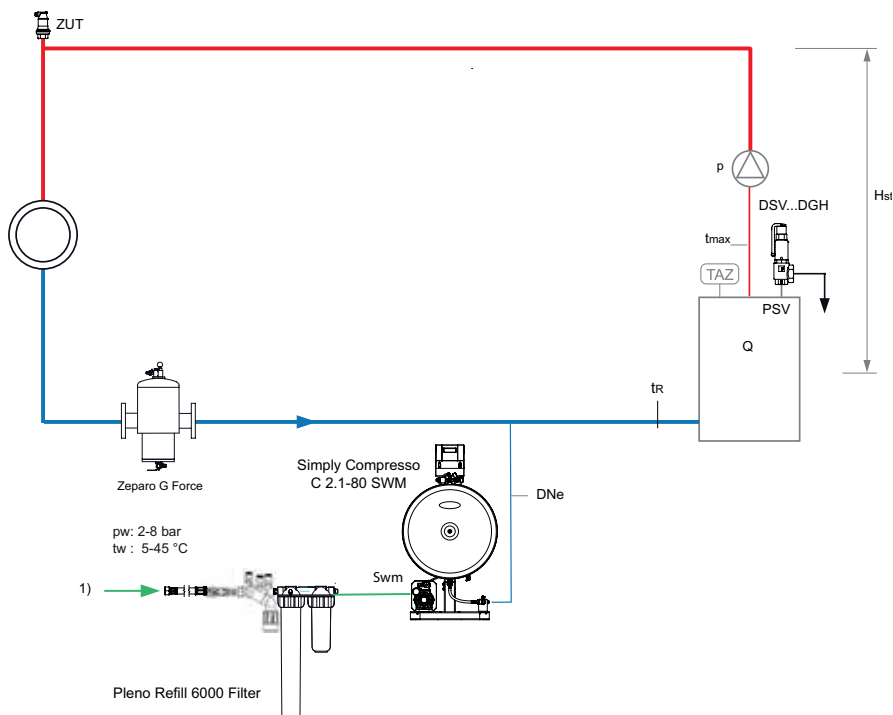 ZUT
p
Hst
DSV...DGH
tmax
TAZ
PSV
Q
tR
Zeparo G Force
Simply Compresso
C 2.1-80 SWM
DNe
pw: 2-8 bar
tw : 5-45 °C
1)
Swm
Pleno Refill 6000 Filter